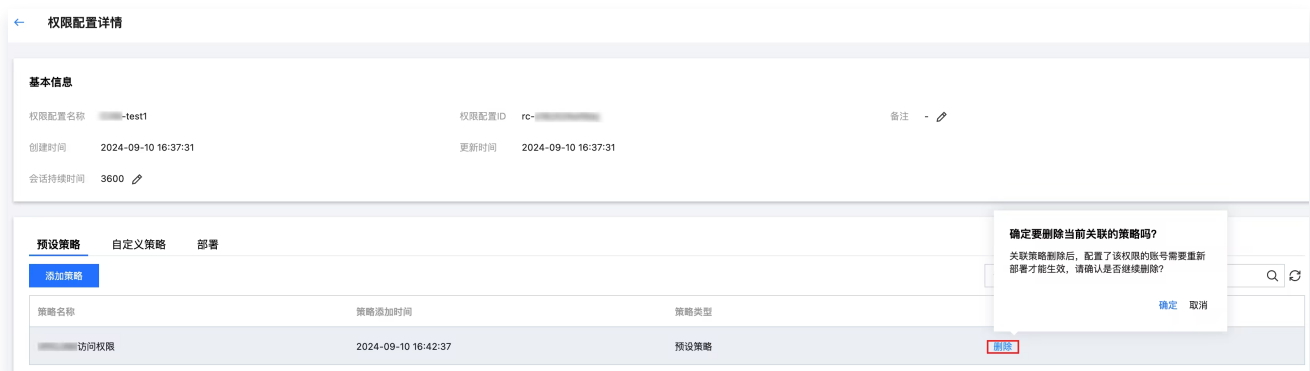 权限配置详情
基本信息
权限配置名称 -test1 权限配置ID rc- 备注 -
创建时间 2024-09-10 16:37:31 更新时间 2024-09-10 16:37:31
会话持续时间 3600
预设策略 自定义策略 部署
添加策略
确定要删除当前关联的策略吗?
关联策略删除后,配置了该权限的账号需要重新
部署才能生效,请确认是否继续删除?
确定 取消
策略名称 策略添加时间 策略类型
访问权限 2024-09-10 16:42:37 预设策略 删除